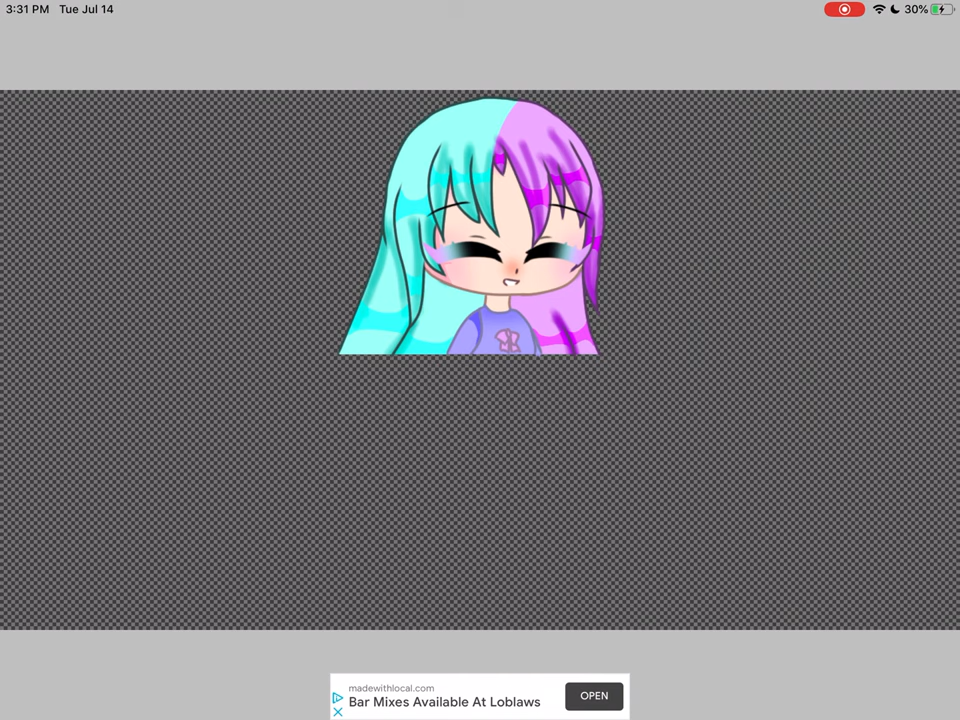 3:31 PM Tue Jul 14
30%
madewithlocal.com
Bar Mixes Available At Loblaws
OPEN